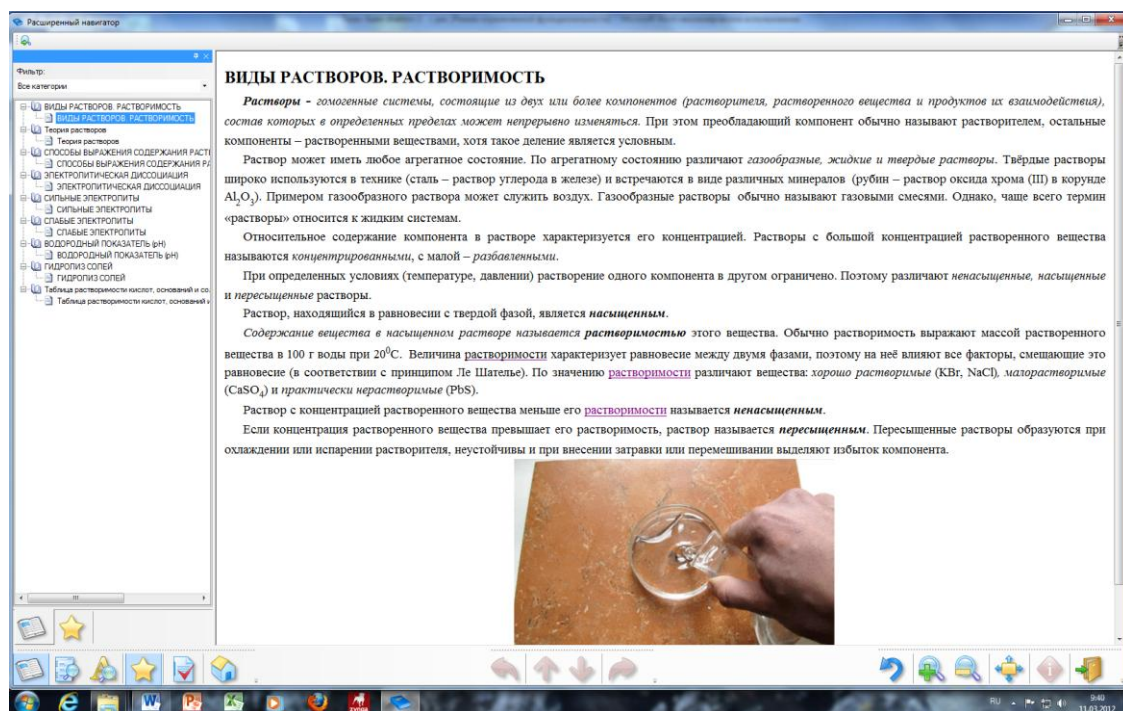 Расширенный навигатор
Фильтр:
Все категории
ВИДЫ РАСТВОРОВ. РАСТВОРИМОСТЬ
ВИДЫ РАСТВОРОВ. РАСТВОРИМОСТЬ
Теория растворов
Теория растворов
СПОСОБЫ ВЫРАЖЕНИЯ СОДЕРЖАНИЯ РАСТ
СПОСОБЫ ВЫРАЖЕНИЯ СОДЕРЖАНИЯ РА
ЭЛЕКТРОЛИТИЧЕСКАЯ ДИССОЦИАЦИЯ
ЭЛЕКТРОЛИТИЧЕСКАЯ ДИССОЦИАЦИЯ
СИЛЬНЫЕ ЭЛЕКТРОЛИТЫ
СИЛЬНЫЕ ЭЛЕКТРОЛИТЫ
СЛАБЫЕ ЭЛЕКТРОЛИТЫ
СЛАБЫЕ ЭЛЕКТРОЛИТЫ
ВОДОРОДНЫЙ ПОКАЗАТЕЛЬ (pH)
ВОДОРОДНЫЙ ПОКАЗАТЕЛЬ (pH)
ГИДРОЛИЗ СОЛЕЙ
ГИДРОЛИЗ СОЛЕЙ
Таблица растворимости кислот, оснований и со.
Таблица растворимости кислот, оснований и
ВИДЫ РАСТВОРОВ. РАСТВОРИМОСТЬ
Растворы - гомогенные системы, состоящие из двух или более компонентов (растворителя, растворенного вещества и продуктов их взаимодействия),
состав которых в определенных пределах может непрерывно изменяться. При этом преобладающий компонент обычно называют растворителем, остальные
компоненты – растворенными веществами, хотя такое деление является условным.
Раствор может иметь любое агрегатное состояние. По агрегатному состоянию различают газообразные, жидкие и твердые растворы. Твёрдые растворы
широко используются в технике (сталь – раствор углерода в железе) и встречаются в виде различных минералов (рубин – раствор оксида хрома (III) в корунде
Al₂O₃). Примером газообразного раствора может служить воздух. Газообразные растворы обычно называют газовыми смесями. Однако, чаще всего термин
«растворы» относится к жидким системам.
Относительное содержание компонента в растворе характеризуется его концентрацией. Растворы с большой концентрацией растворенного вещества
называются концентрированными, с малой – разбавленными.
При определенных условиях (температуре, давлении) растворение одного компонента в другом ограничено. Поэтому различают ненасыщенные, насыщенные
и пересыщенные растворы.
Раствор, находящийся в равновесии с твердой фазой, является насыщенным.
Содержание вещества в насыщенном растворе называется растворимостью этого вещества. Обычно растворимость выражают массой растворенного
вещества в 100 г воды при 20⁰С. Величина растворимости характеризует равновесие между двумя фазами, поэтому на неё влияют все факторы, смещающие это
равновесие (в соответствии с принципом Ле Шателье). По значению растворимости различают вещества: хорошо растворимые (KBr, NaCl), малорастворимые
(CaSO₄) и практически нерастворимые (PbS).
Раствор с концентрацией растворенного вещества меньше его растворимости называется ненасыщенным.
Если концентрация растворенного вещества превышает его растворимость, раствор называется пересыщенным. Пересыщенные растворы образуются при
охлаждении или испарении растворителя, неустойчивы и при внесении затравки или перемешивании выделяют избыток компонента.
RU
9:40
11.03.2012